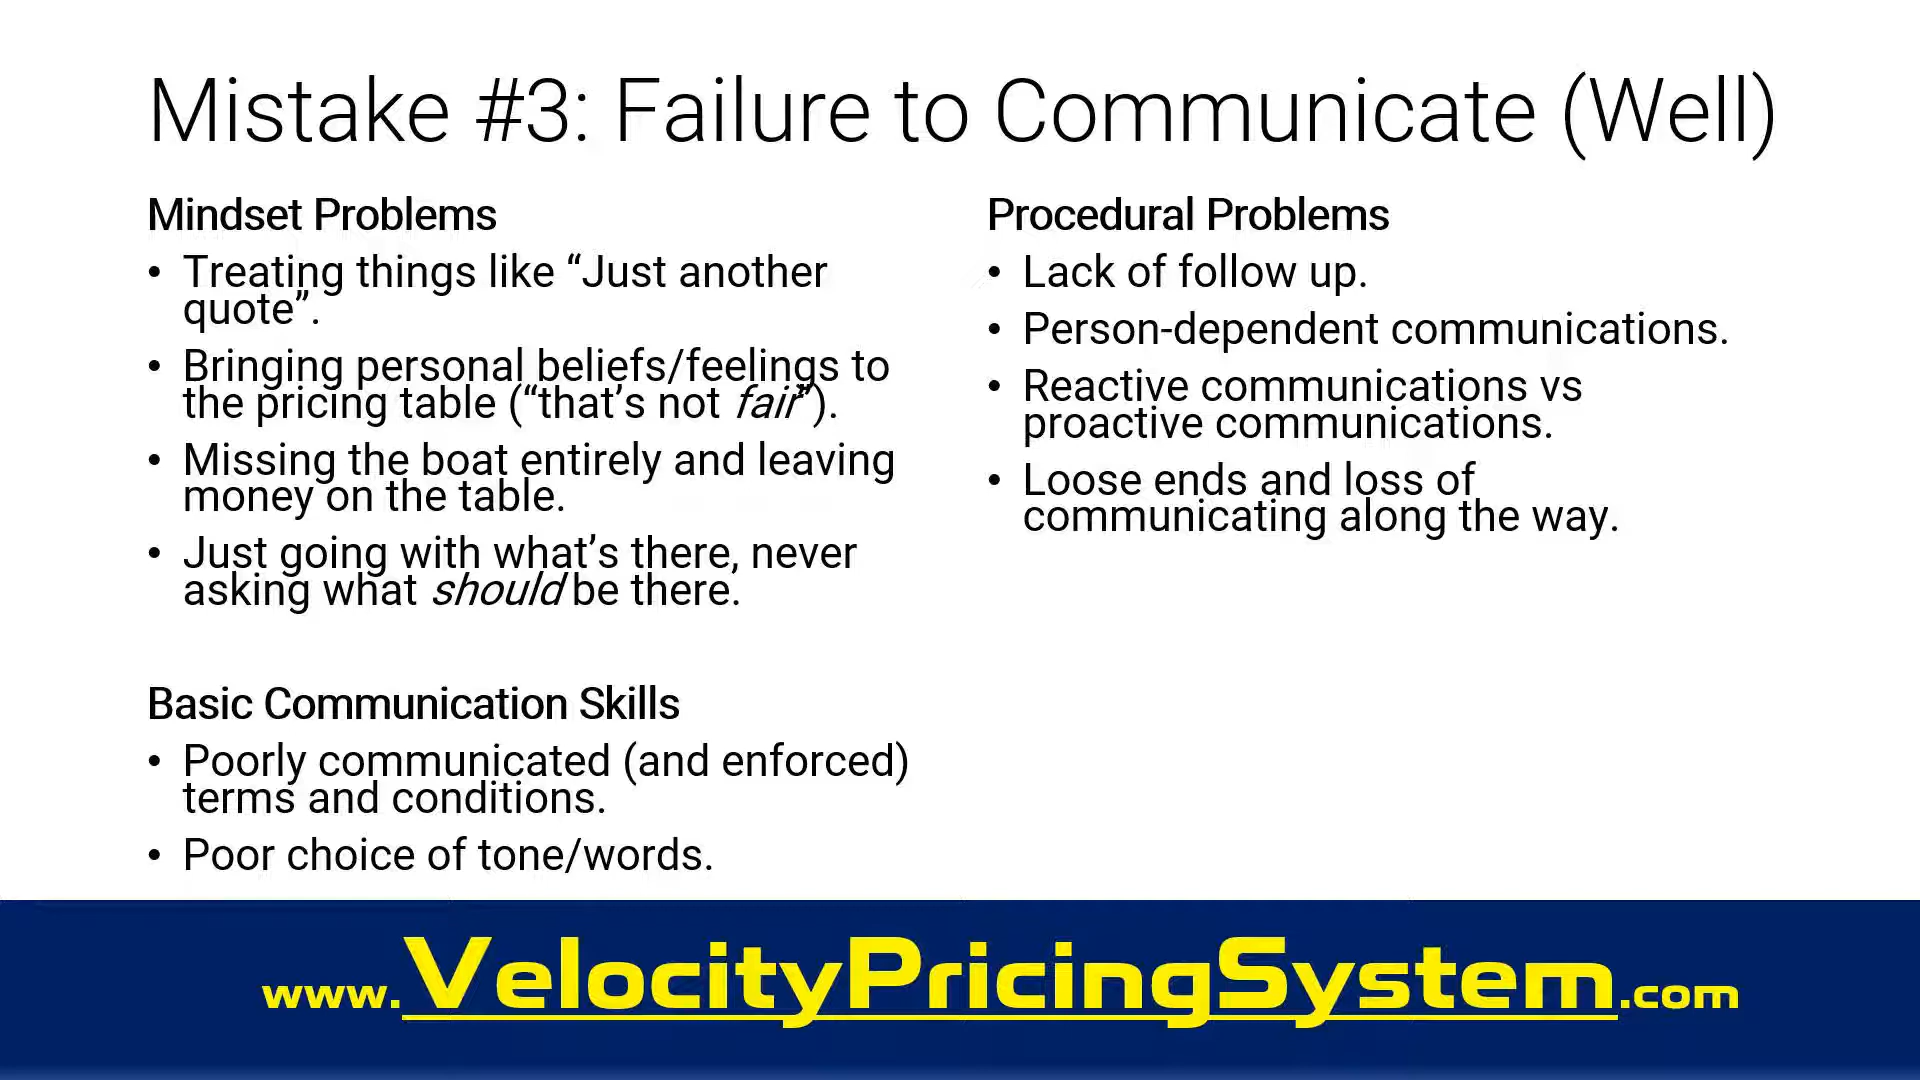 Mistake #3: Failure to Communicate (Well)
Mindset Problems
• Treating things like “Just another
quote”.
• Bringing personal beliefs/feelings to
the pricing table (“that’s not fair”).
• Missing the boat entirely and leaving
money on the table.
• Just going with what’s there, never
asking what should be there.
Basic Communication Skills
• Poorly communicated (and enforced)
terms and conditions.
• Poor choice of tone/words.
Procedural Problems
• Lack of follow up.
• Person-dependent communications.
• Reactive communications vs
proactive communications.
• Loose ends and loss of
communicating along the way.
www.VelocityPricingSystem.com